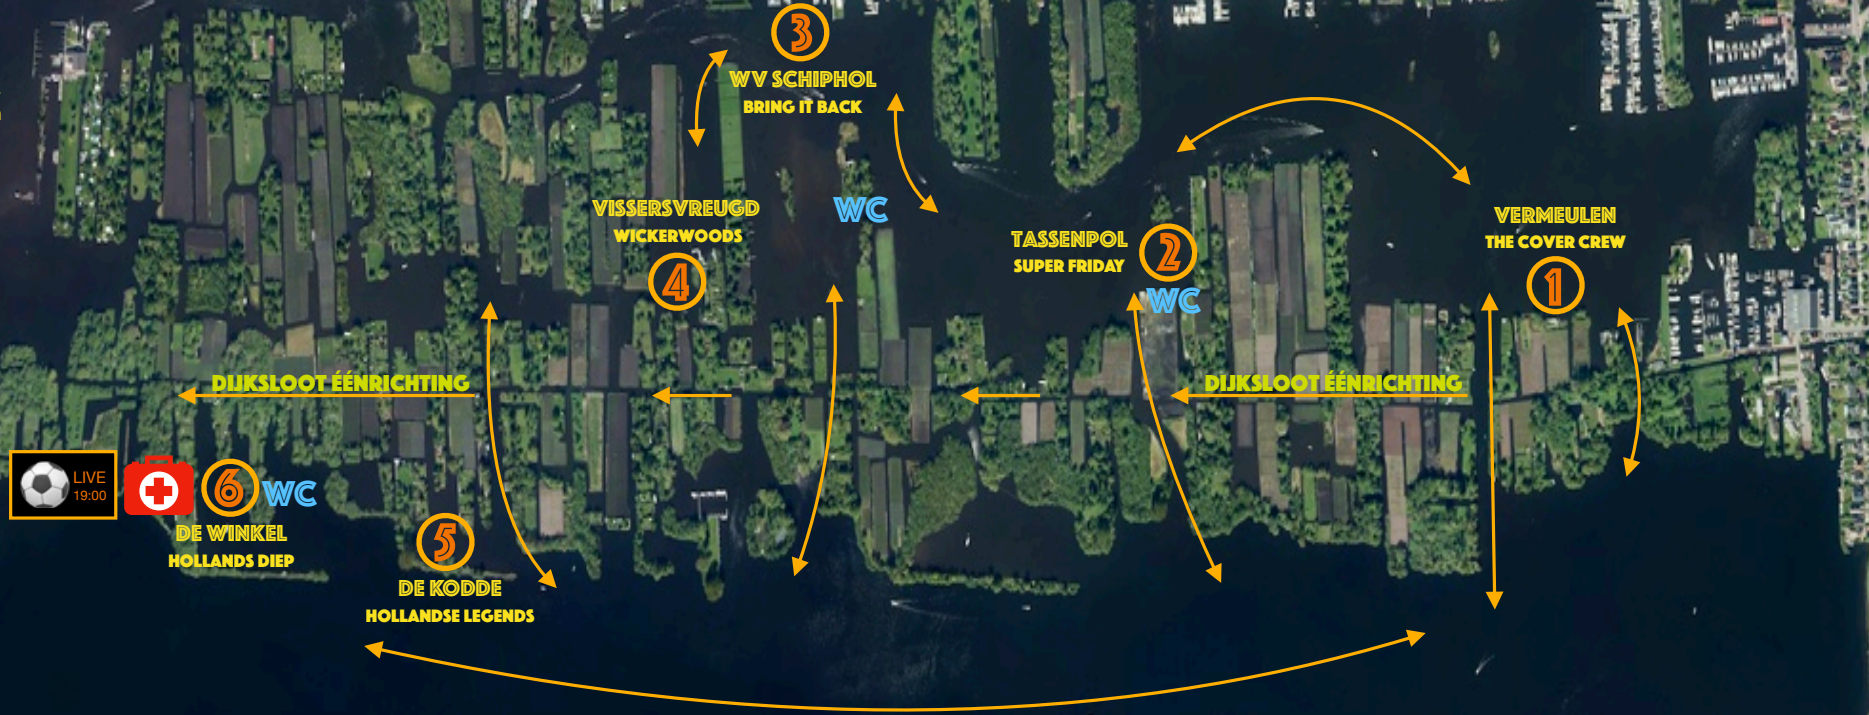 3
WV SCHIPHOL
BRING IT BACK
VISSERSVREUGD
WICKERWOODS
4
WC
TASSENPOL
SUPER FRIDAY
2
WC
VERMEULEN
THE COVER CREW
1
DIJKSLOOT ÉÉNRICHTING
DIJKSLOOT ÉÉNRICHTING
LIVE
19:00
6
WC
DE WINKEL
HOLLANDS DIEP
5
DE KODDE
HOLLANDSE LEGENDS